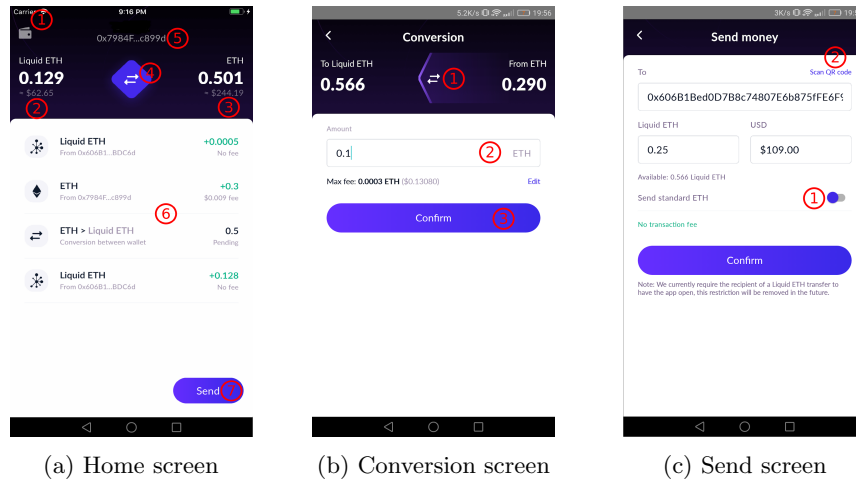 Carrier 9:16 PM
1
0x7984F...c899d 5
Liquid ETH ETH
0.129 4 0.501
≈ $62.65 ≈ $244.19
2 3
Liquid ETH +0.0005
From 0x606B1...BDC6d No fee
ETH +0.3
From 0x7984F...c899d $0.009 fee
6
ETH > Liquid ETH 0.5
Conversion between wallet Pending
Liquid ETH +0.128
From 0x606B1...BDC6d No fee
Send 7
(a) Home screen
5.2K/s 19:56
Conversion
To Liquid ETH From ETH
0.566 1 0.290
Amount
0.1 2 ETH
Max fee: 0.0003 ETH ($0.13080) Edit
Confirm 3
(b) Conversion screen
3K/s
Send money
2
To Scan QR code
0x606B1Bed0D7B8c74807E6b875fFE6F9
Liquid ETH USD
0.25 $109.00
Available: 0.566 Liquid ETH
Send standard ETH 1
No transaction fee
Confirm
Note: We currently require the recipient of a Liquid ETH transfer to
have the app open, this restriction will be removed in the future.
(c) Send screen